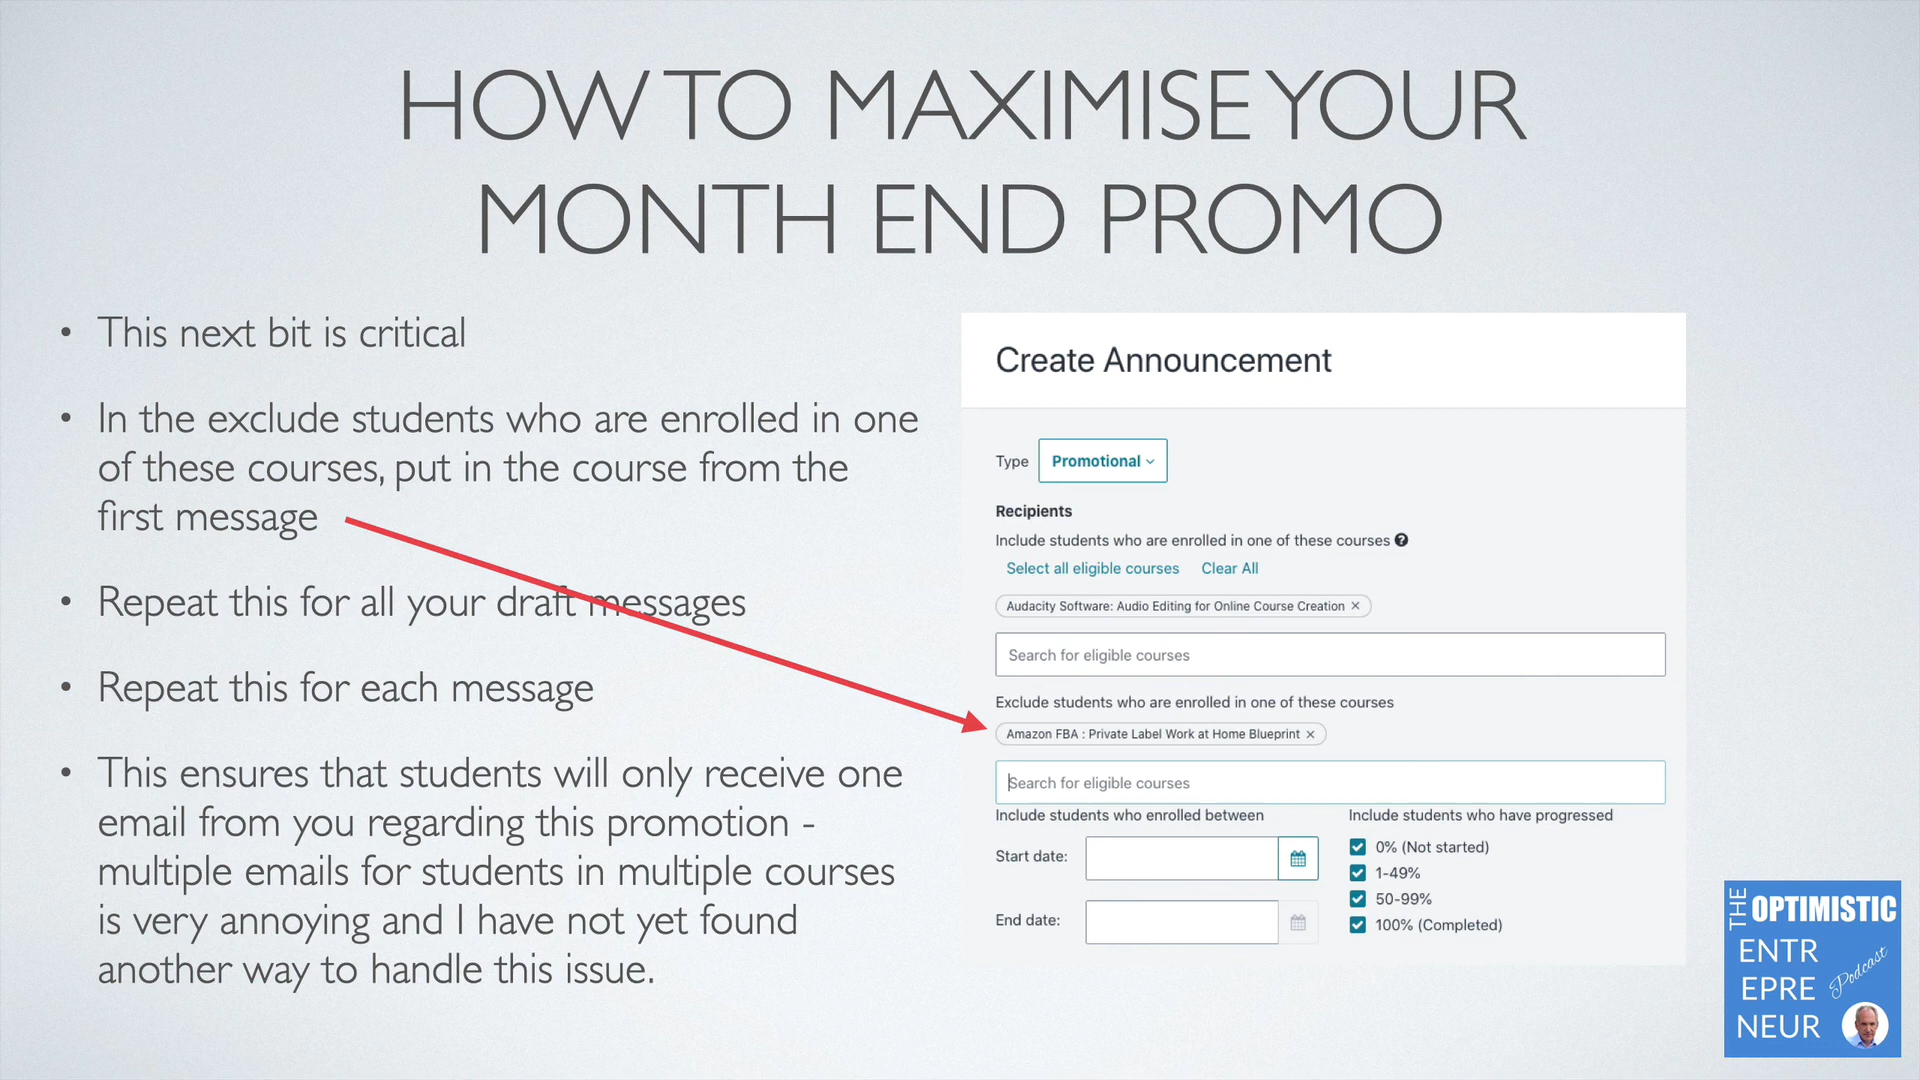 HOW TO MAXIMISE YOUR
MONTH END PROMO
• This next bit is critical
• In the exclude students who are enrolled in one
of these courses, put in the course from the
first message
• Repeat this for all your draft messages
• Repeat this for each message
• This ensures that students will only receive one
email from you regarding this promotion -
multiple emails for students in multiple courses
is very annoying and I have not yet found
another way to handle this issue.
Create Announcement
Type Promotional
Recipients
Include students who are enrolled in one of these courses ?
Select all eligible courses Clear All
Audacity Software: Audio Editing for Online Course Creation ×
Search for eligible courses
Exclude students who are enrolled in one of these courses
Amazon FBA : Private Label Work at Home Blueprint ×
Search for eligible courses
Include students who enrolled between
Start date:
End date:
Include students who have progressed
0% (Not started)
1-49%
50-99%
100% (Completed)
THE OPTIMISTIC
ENTR
EPRE
NEUR
Podcast